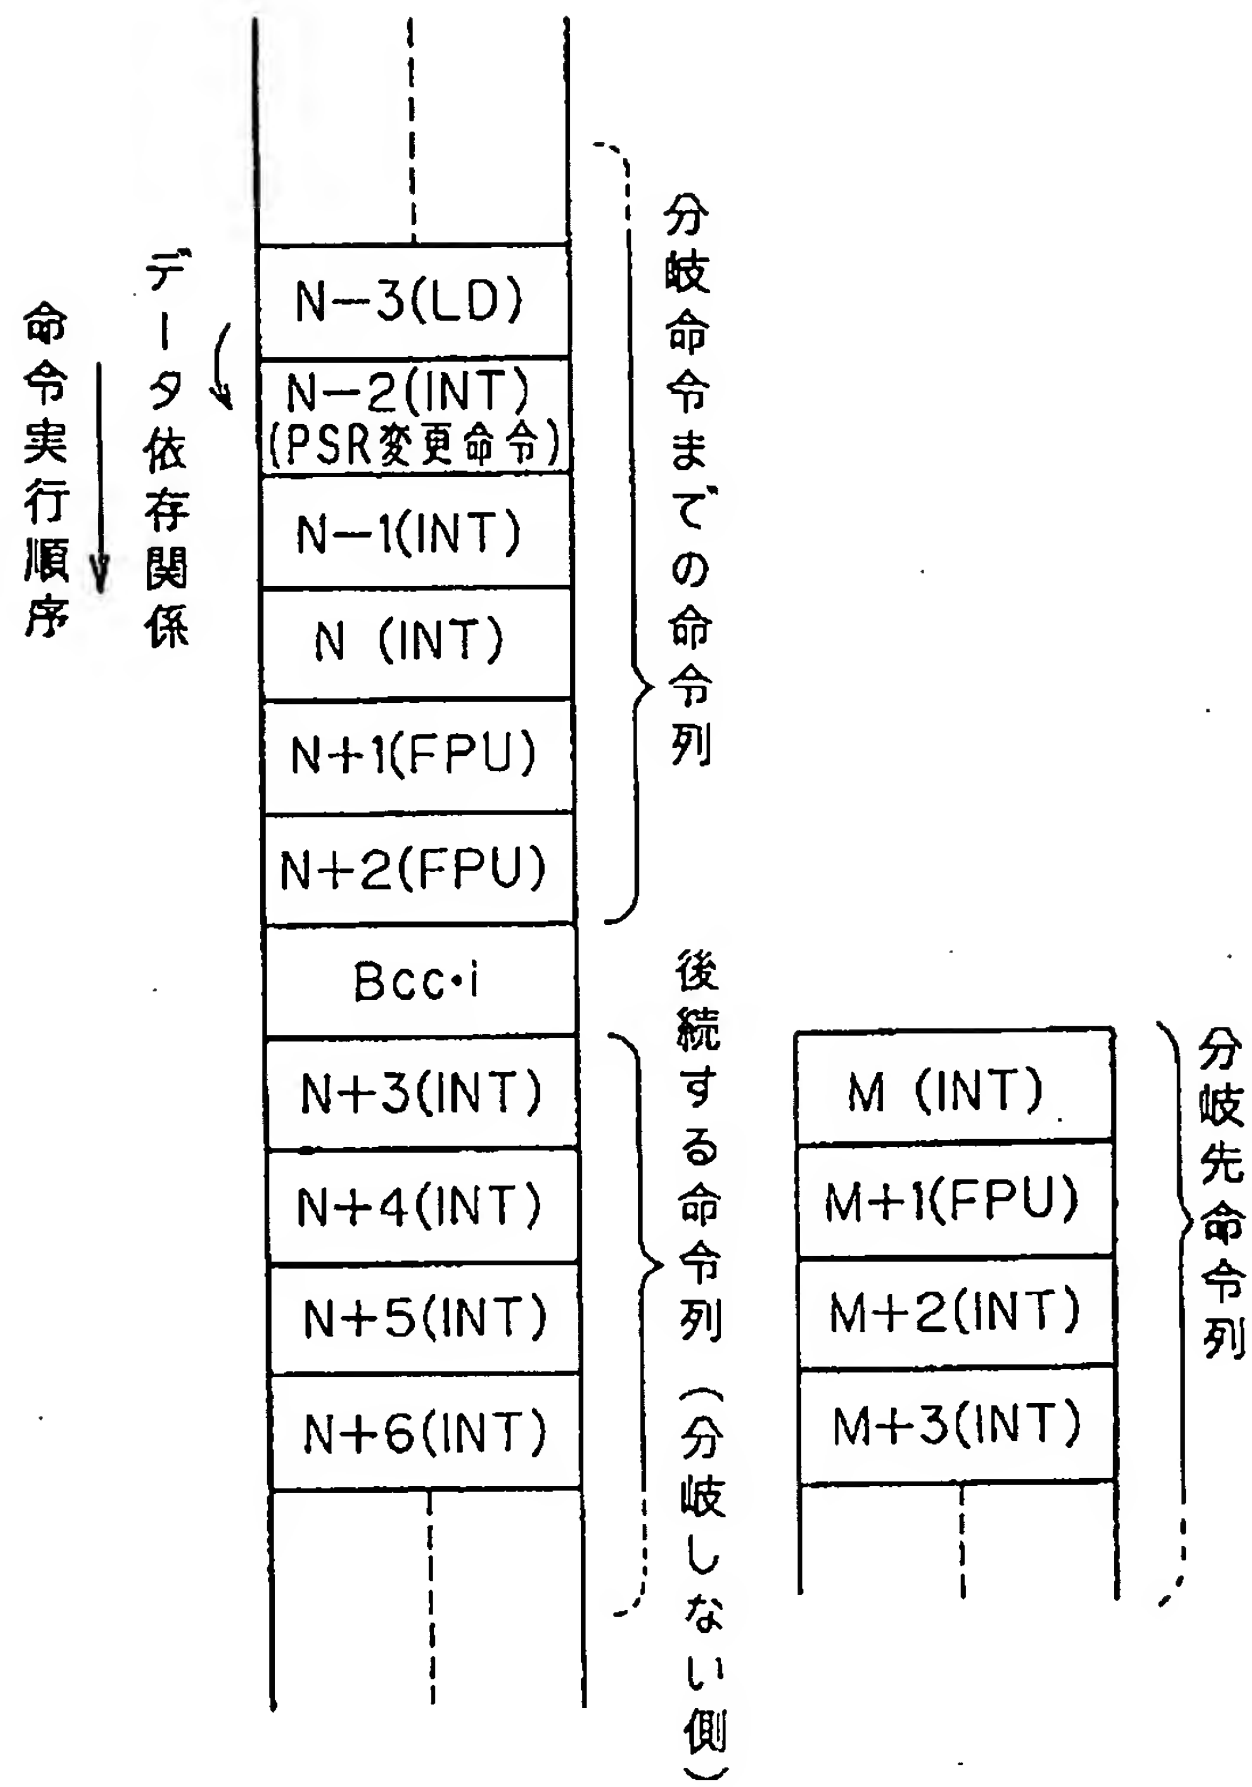 命令実行順序
データ依存関係
N−3(LD)
N−2(INT)
(PSR変更命令)
N−1(INT)
N (INT)
N+1(FPU)
N+2(FPU)
分岐命令までの命令列
Bcc・i
N+3(INT)
N+4(INT)
N+5(INT)
N+6(INT)
後続する命令列(分岐しない側)
M (INT)
M+1(FPU)
M+2(INT)
M+3(INT)
分岐先命令列